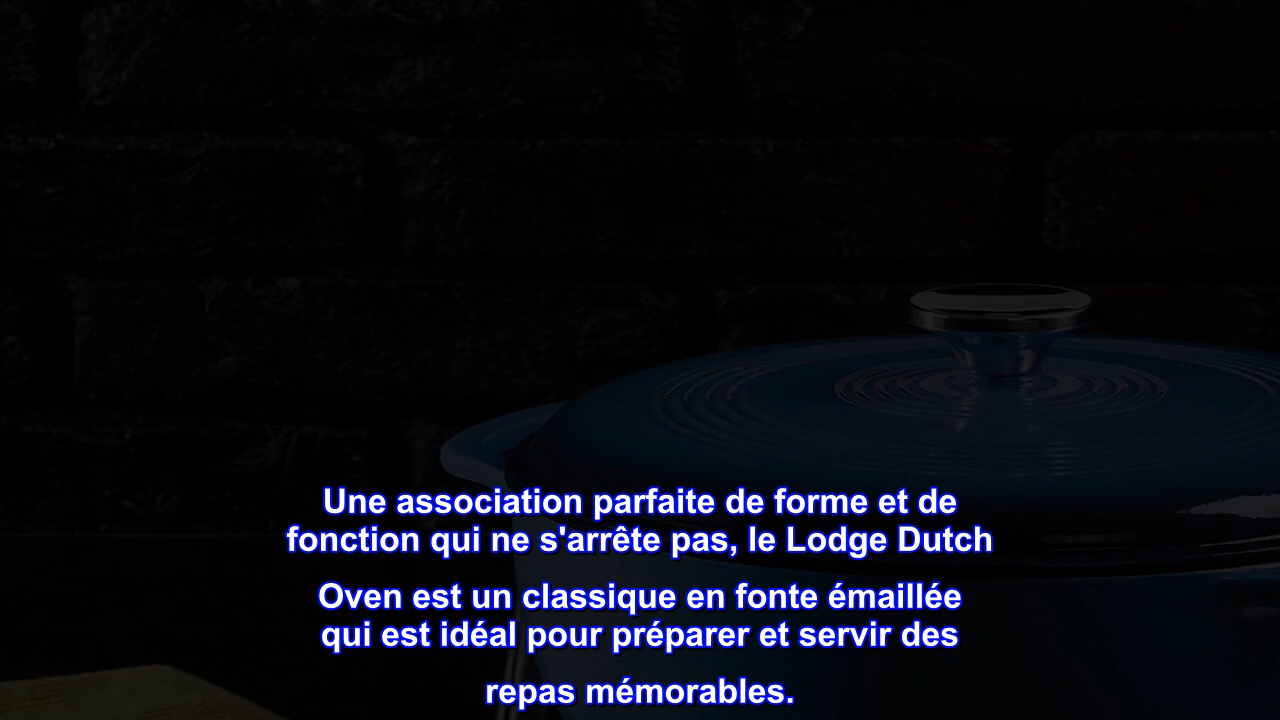 Une association parfaite de forme et de
fonction qui ne s'arrête pas, le Lodge Dutch
Oven est un classique en fonte émaillée
qui est idéal pour préparer et servir des
repas mémorables.